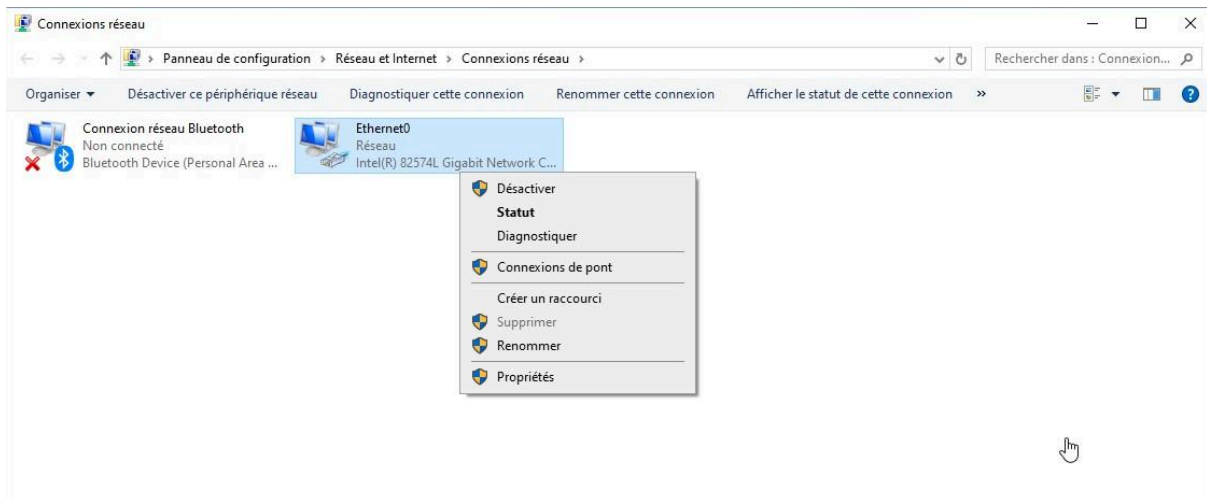 Connexions réseau
Panneau de configuration > Réseau et Internet > Connexions réseau >
Rechercher dans : Connexion...
Organiser Désactiver ce périphérique réseau Diagnostiquer cette connexion Renommer cette connexion Afficher le statut de cette connexion »
Connexion réseau Bluetooth
Non connecté
Bluetooth Device (Personal Area ...
Ethernet0
Réseau
Intel(R) 82574L Gigabit Network C...
Désactiver
Statut
Diagnostiquer
Connexions de pont
Créer un raccourci
Supprimer
Renommer
Propriétés